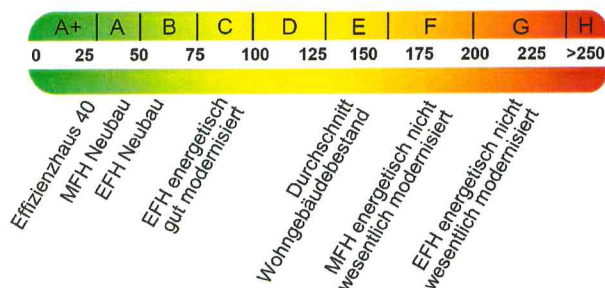 A+ A B C D E F G H
0 25 50 75 100 125 150 175 200 225 >250
Effizienzhaus 40
MFH Neubau
EFH Neubau
EFH energetisch
gut modernisiert
Durchschnitt
Wohngebäudebestand
MFH energetisch nicht
wesentlich modernisiert
EFH energetisch nicht
wesentlich modernisiert